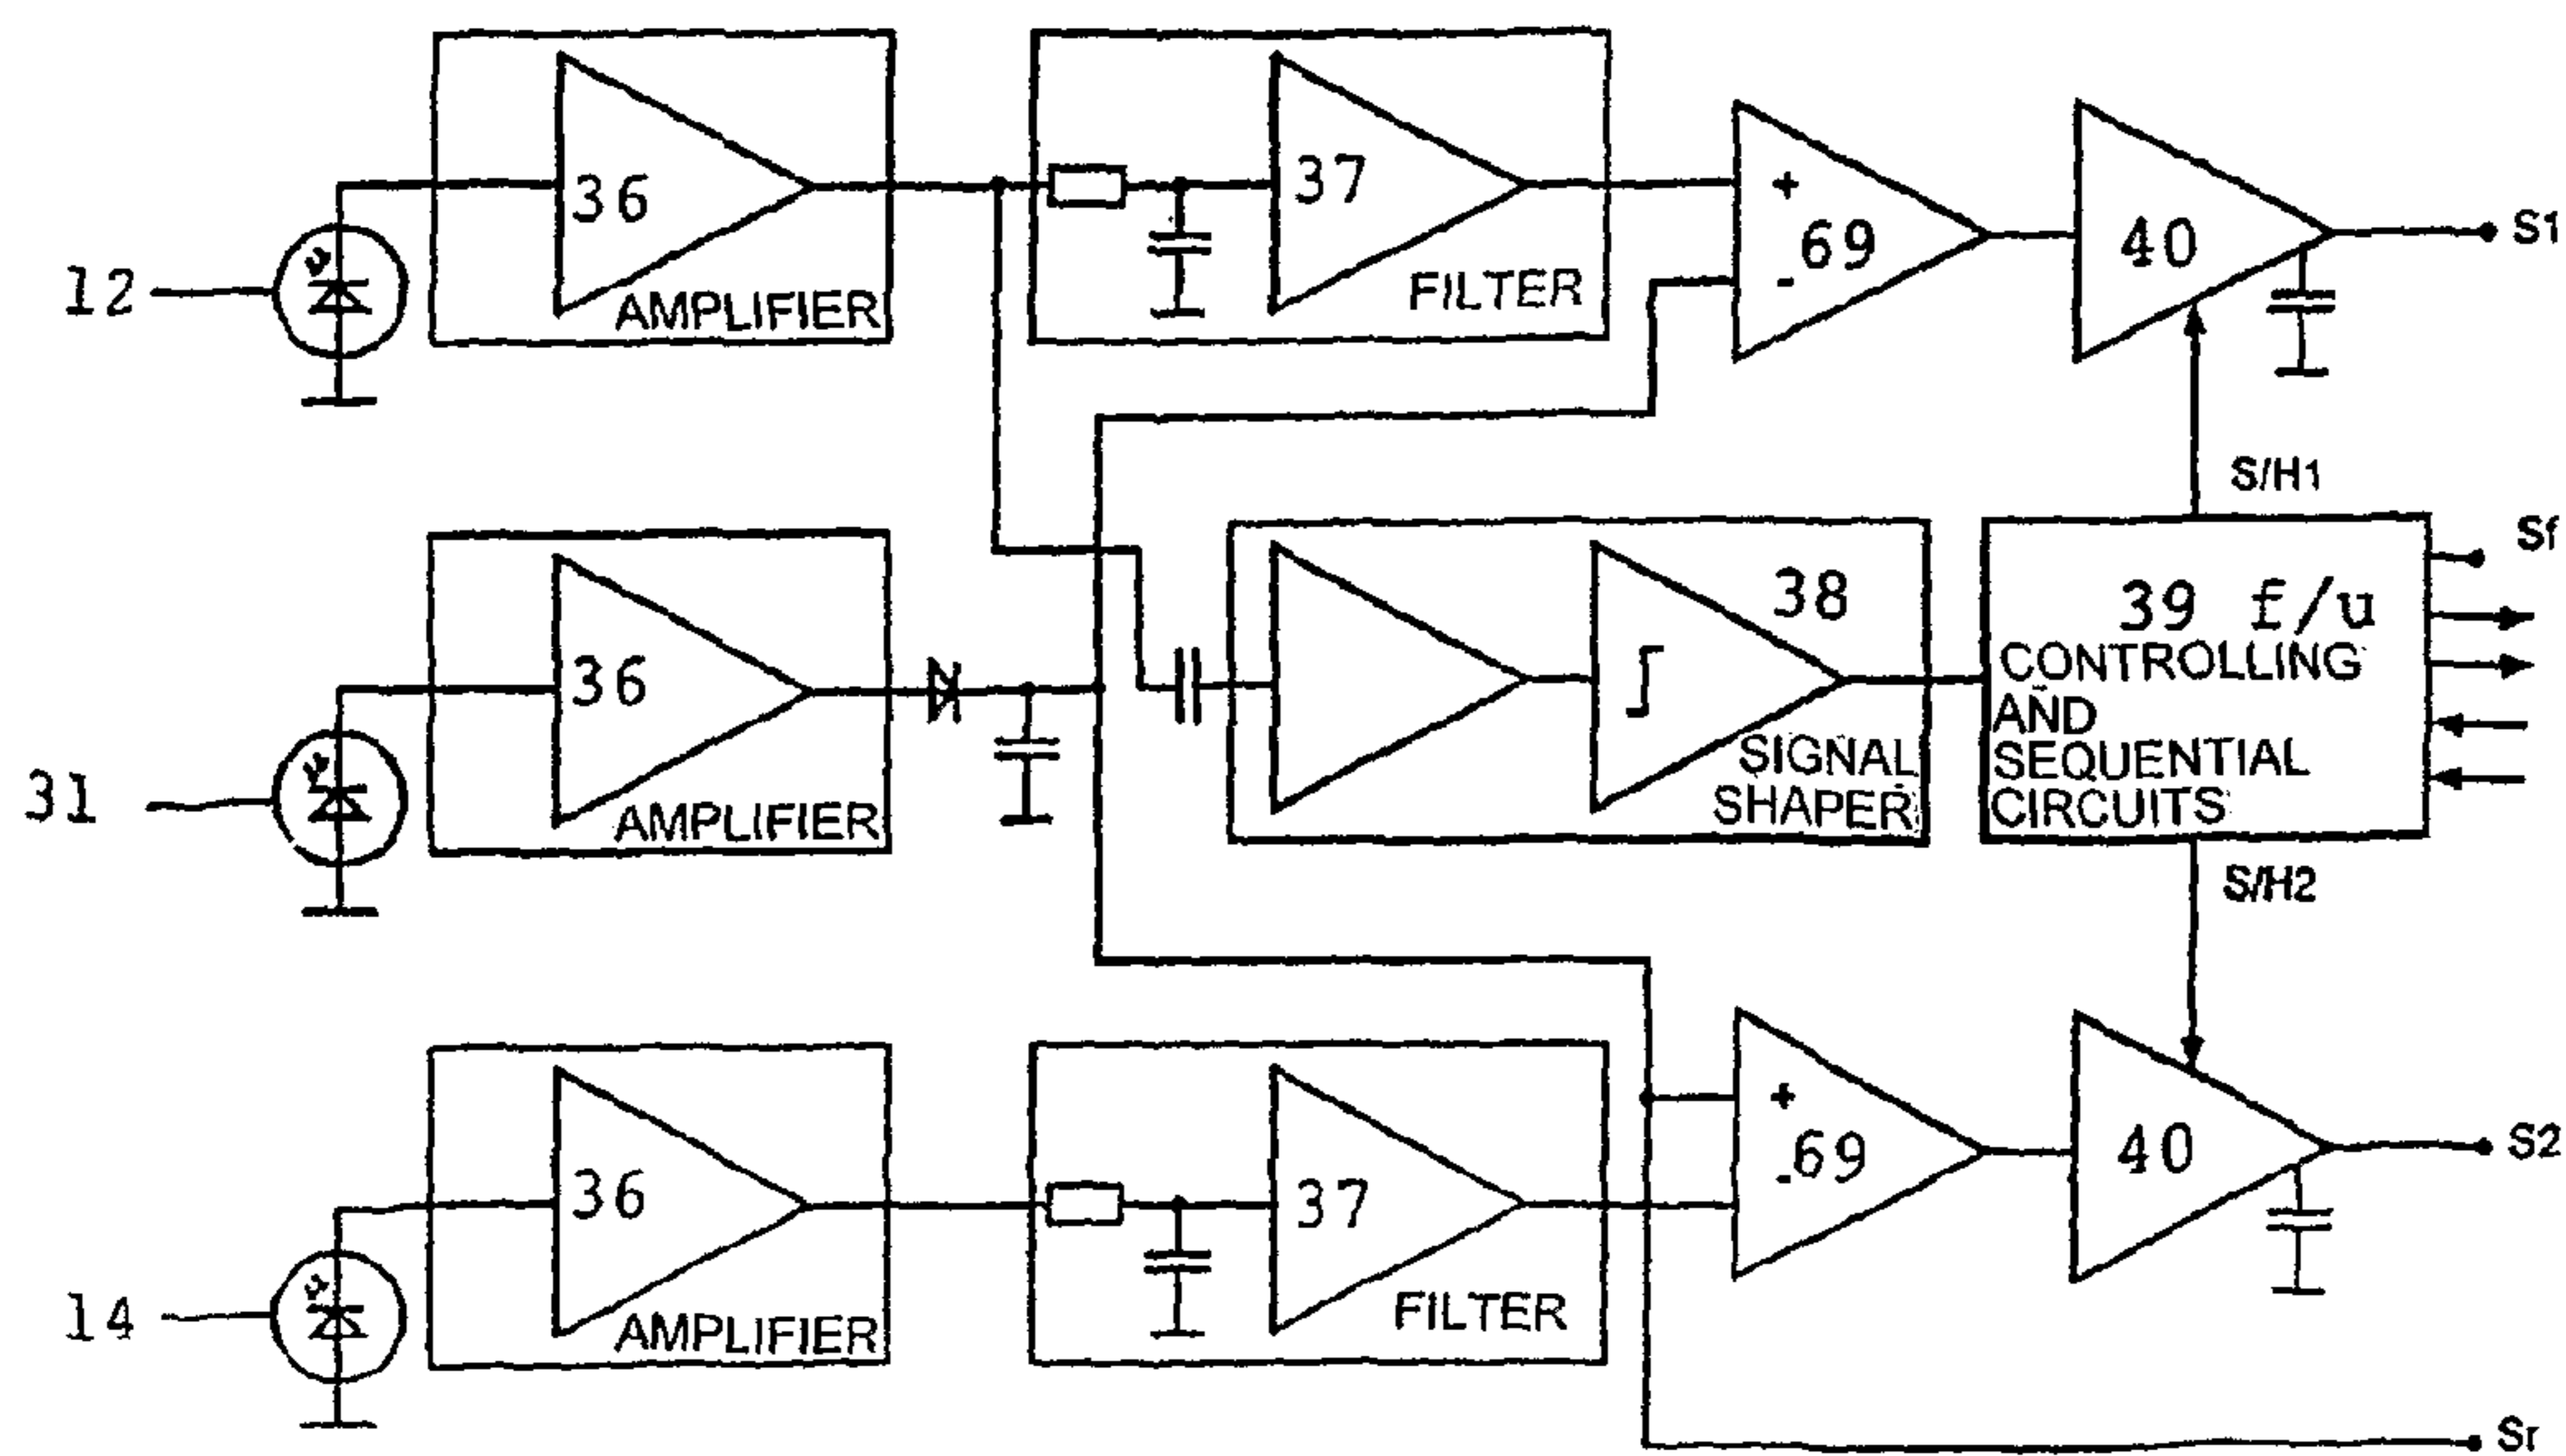 36
AMPLIFIER
37
FILTER
+
69
-
40
S1
12
S/H1
Sf
36
AMPLIFIER
31
38
SIGNAL
SHAPER
39 f/u
CONTROLLING
AND
SEQUENTIAL
CIRCUITS
S/H2
36
AMPLIFIER
14
37
FILTER
+
-69
40
S2
Sr